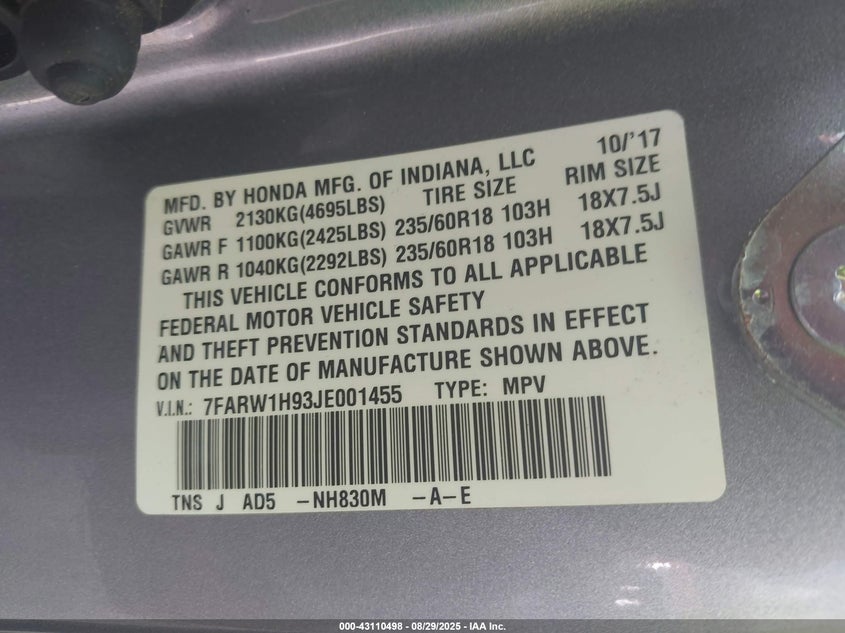 MFD. BY HONDA MFG. OF INDIANA, LLC 10/'17
GVWR 2130KG(4695LBS) TIRE SIZE RIM SIZE
GAWR F 1100KG(2425LBS) 235/60R18 103H 18X7.5J
GAWR R 1040KG(2292LBS) 235/60R18 103H 18X7.5J
THIS VEHICLE CONFORMS TO ALL APPLICABLE
FEDERAL MOTOR VEHICLE SAFETY
AND THEFT PREVENTION STANDARDS IN EFFECT
ON THE DATE OF MANUFACTURE SHOWN ABOVE.
V.I.N.: 7FARW1H93JE001455 TYPE: MPV
TNS J AD5 -NH830M -A-E
000-43110498 - 08/29/2025 - IAA Inc.